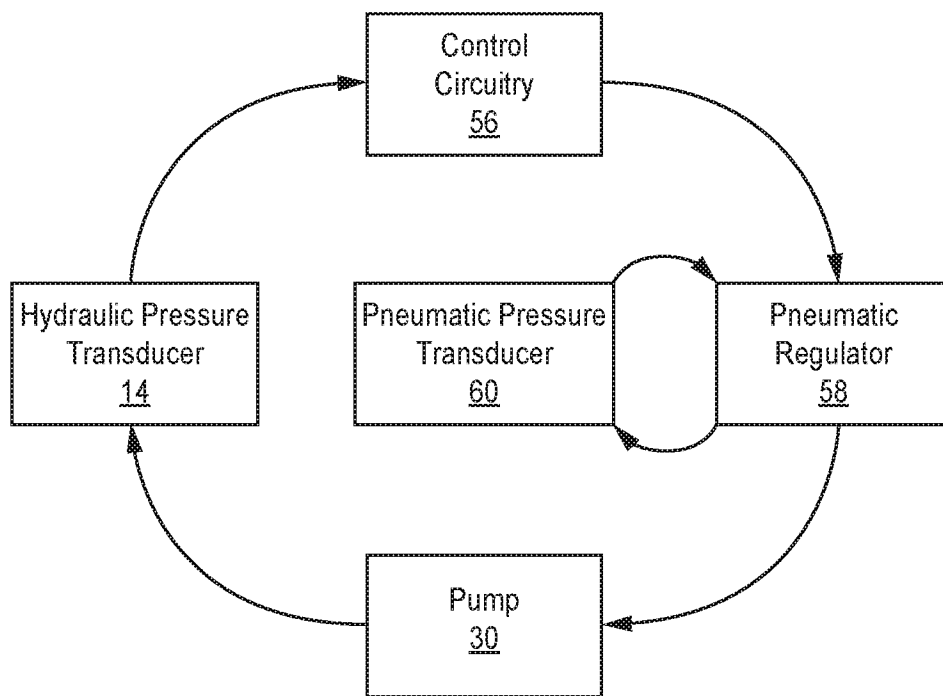 Control
Circuitry
56
Hydraulic Pressure
Transducer
14
Pneumatic Pressure
Transducer
60
Pneumatic
Regulator
58
Pump
30